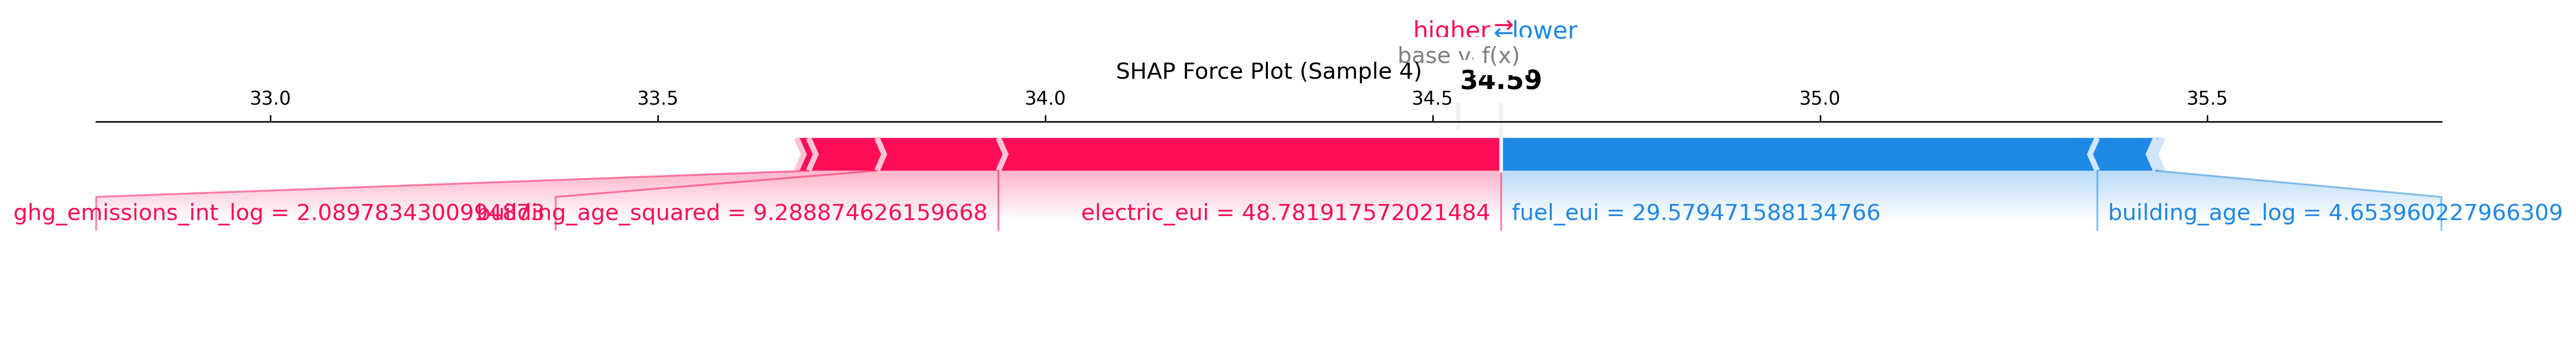 higher ⇄ lower
base v f(x)
SHAP Force Plot (Sample 4)
34.59
33.0 33.5 34.0 34.5 35.0 35.5
ghg_emissions_int_log = 2.0897834300994873 building_age_squared = 9.288874626159668 electric_eui = 48.781917572021484 fuel_eui = 29.579471588134766 building_age_log = 4.653960227966309